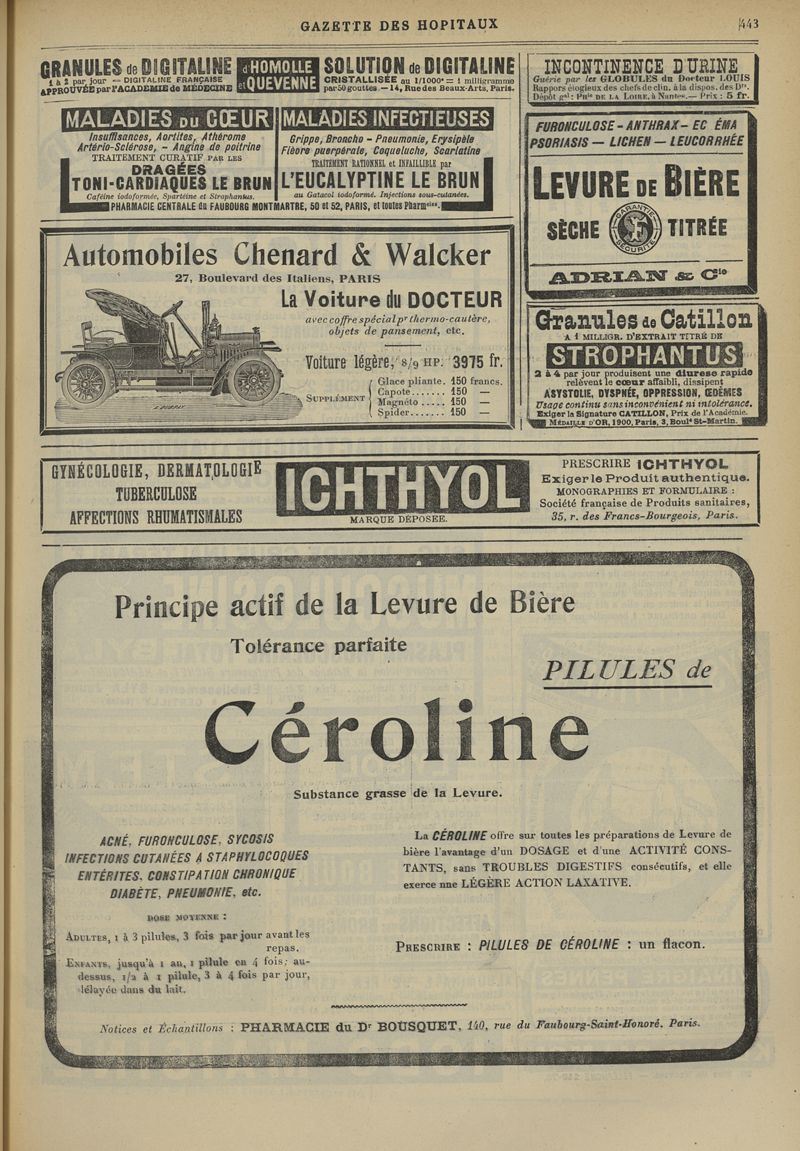 GAZETTE DES HOPITAUX
443
GRANULES de DIGITALINE
1 à 2 par jour — DIGITALINE FRANÇAISE
APPROUVÉE par l'ACADEMIE de MÉDECINE
d'HOMOLLE
et QUEVENNE
SOLUTION de DIGITALINE
CRISTALLISÉE au 1/1000e = 1 milligramme
par 50 gouttes. — 14, Rue des Beaux-Arts, Paris.
INCONTINENCE D'URINE
Guérie par les GLOBULES du Docteur LOUIS
Rapports élogieux des chefs de clin. à la dispos. des Drs.
Dépôt gal : Phie DE LA LOIRE, à Nantes. — Prix : 5 fr.
MALADIES DU CŒUR
Insuffisances, Aortites, Athérome
Artério-Sclérose, - Angine de poitrine
TRAITEMENT CURATIF PAR LES
DRAGÉES
TONI-CARDIAQUES LE BRUN
Caféine iodoformée, Spartéine et Strophantus.
MALADIES INFECTIEUSES
Grippe, Broncho - Pneumonie, Erysipèle
Fièvre puerpérale, Coqueluche, Scarlatine
TRAITEMENT RATIONNEL et INFAILLIBLE par
L'EUCALYPTINE LE BRUN
au Gaïacol iodoformé. Injections sous-cutanées.
PHARMACIE CENTRALE du FAUBOURG MONTMARTRE, 50 et 52, PARIS, et toutes Pharmcies.
FURONCULOSE - ANTHRAX - EC ÉMA
PSORIASIS — LICHEN — LEUCORRHÉE
LEVURE DE BIÈRE
SÈCHE
GARANTIE
SÉCURITÉ
TITRÉE
ADRIAN & Cie
Automobiles Chenard & Walcker
27, Boulevard des Italiens, PARIS
La Voiture du DOCTEUR
avec coffre spécial pr thermo-cautère,
objets de pansement, etc.
Voiture légère, 8/9 HP. 3975 fr.
SUPPLÉMENT
Glace pliante. 150 francs.
Capote....... 150 —
Magnéto ..... 150 —
Spider....... 150 —
Granules de Catillon
A 1 MILLIGR. D'EXTRAIT TITRÉ DE
STROPHANTUS
2 à 4 par jour produisent une diurese rapide
relèvent le cœur affaibli, dissipent
ASYSTOLIE, DYSPNÉE, OPPRESSION, ŒDÈMES
Usage continu sans inconvénient ni intolérance.
Exiger la Signature CATILLON, Prix de l'Académie.
MÉDAILLE D'OR, 1900, Paris, 3, Bould St-Martin.
GYNÉCOLOGIE, DERMATOLOGIE
TUBERCULOSE
AFFECTIONS RHUMATISMALES
ICHTHYOL
MARQUE DEPOSEE.
PRESCRIRE ICHTHYOL
Exiger le Produit authentique.
MONOGRAPHIES ET FORMULAIRE :
Société française de Produits sanitaires,
35, r. des Francs-Bourgeois, Paris.
Principe actif de la Levure de Bière
Tolérance parfaite
PILULES de
Céroline
Substance grasse de la Levure.
ACNÉ, FURONCULOSE, SYCOSIS
INFECTIONS CUTANÉES A STAPHYLOCOQUES
ENTÉRITES, CONSTIPATION CHRONIQUE
DIABÈTE, PNEUMONIE, etc.
DOSE MOYENNE :
ADULTES, 1 à 3 pilules, 3 fois par jour avant les
repas.
ENFANTS, jusqu'à 1 an, 1 pilule en 4 fois; au-
dessus, 1/2 à 1 pilule, 3 à 4 fois par jour,
délayée dans du lait.
La CÉROLINE offre sur toutes les préparations de Levure de
bière l'avantage d'un DOSAGE et d'une ACTIVITÉ CONS-
TANTS, sans TROUBLES DIGESTIFS consécutifs, et elle
exerce une LÉGÈRE ACTION LAXATIVE.
PRESCRIRE : PILULES DE CÉROLINE : un flacon.
Notices et Échantillons : PHARMACIE du Dr BOUSQUET, 140, rue du Faubourg-Saint-Honoré, Paris.